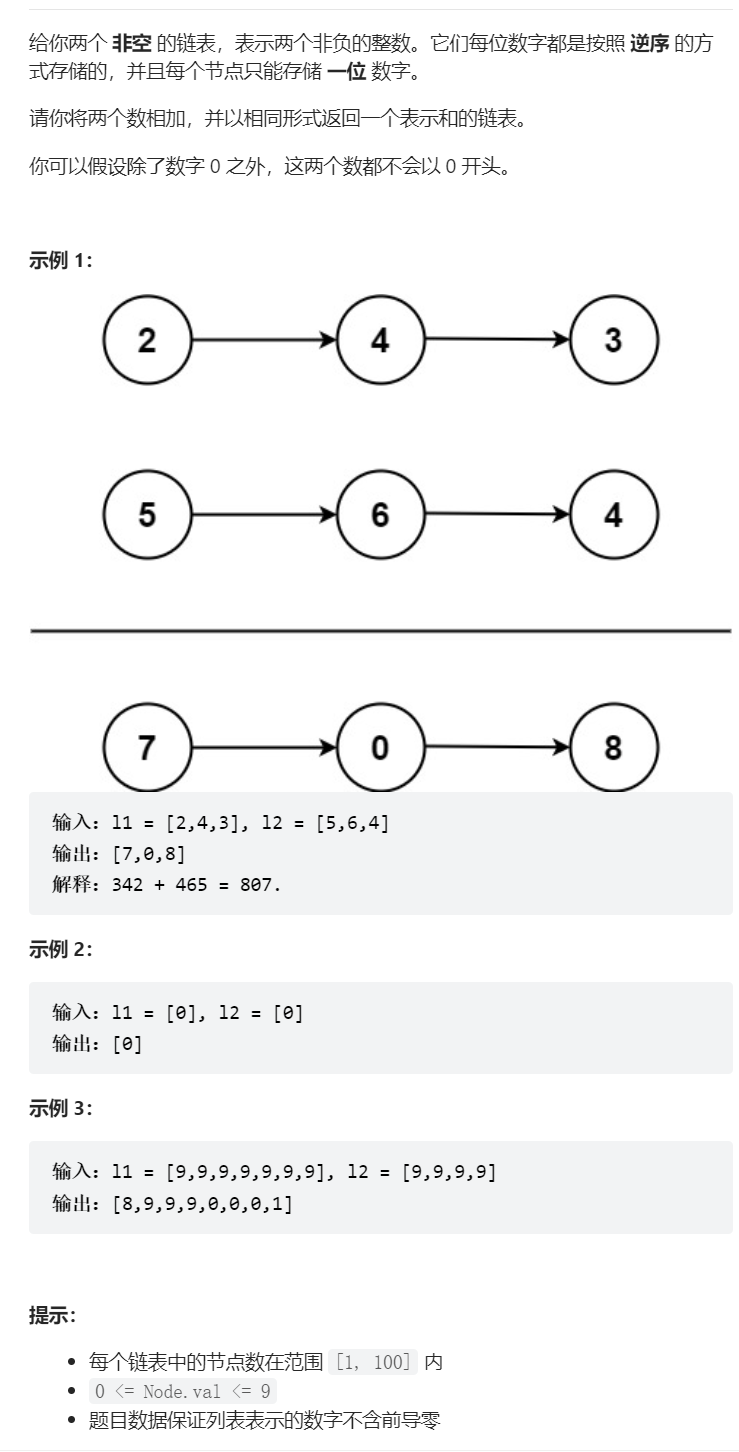 给你两个 非空 的链表，表示两个非负的整数。它们每位数字都是按照 逆序 的方
式存储的，并且每个节点只能存储 一位 数字。
请你将两个数相加，并以相同形式返回一个表示和的链表。
你可以假设除了数字 0 之外，这两个数都不会以 0 开头。
示例 1：
2 4 3
5 6 4
7 0 8
输入：l1 = [2,4,3], l2 = [5,6,4]
输出：[7,0,8]
解释：342 + 465 = 807.
示例 2：
输入：l1 = [0], l2 = [0]
输出：[0]
示例 3：
输入：l1 = [9,9,9,9,9,9,9], l2 = [9,9,9,9]
输出：[8,9,9,9,0,0,0,1]
提示：
每个链表中的节点数在范围 [1, 100] 内
0 <= Node.val <= 9
题目数据保证列表表示的数字不含前导零